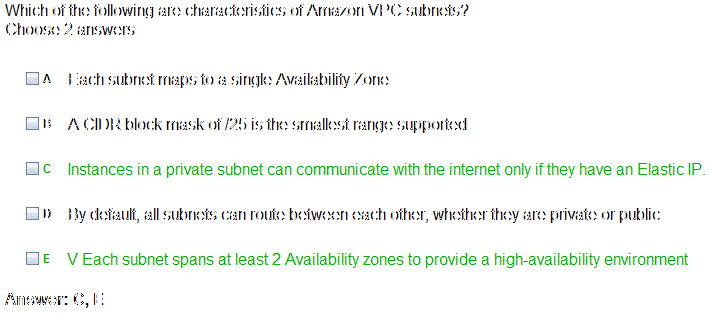 Which of the following are characteristics of Amazon VPC subnets?
Choose 2 answers
A Each subnet maps to a single Availability Zone
B A CIDR block mask of /25 is the smallest range supported
C Instances in a private subnet can communicate with the internet only if they have an Elastic IP.
D By default, all subnets can route between each other, whether they are private or public
E V Each subnet spans at least 2 Availability zones to provide a high-availability environment
Answer: C, E